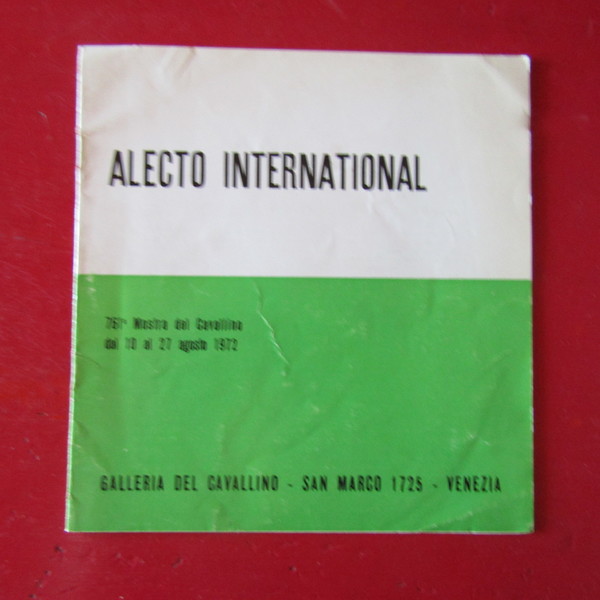 ALECTO INTERNATIONAL
761ª Mostra del Cavallino
dal 10 al 27 agosto 1972
GALLERIA DEL CAVALLINO - SAN MARCO 1725 - VENEZIA